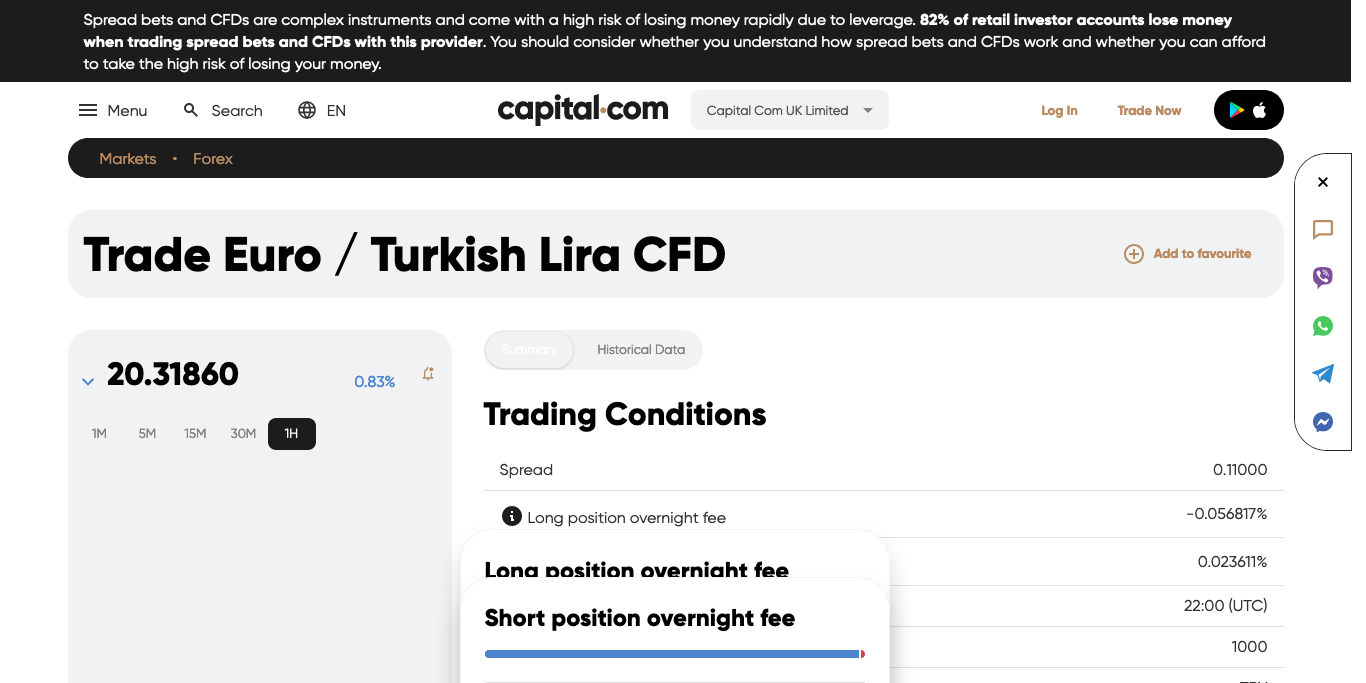 Spread bets and CFDs are complex instruments and come with a high risk of losing money rapidly due to leverage. 82% of retail investor accounts lose money
when trading spread bets and CFDs with this provider. You should consider whether you understand how spread bets and CFDs work and whether you can afford
to take the high risk of losing your money.
Menu Search EN capital.com Capital Com UK Limited Log In Trade Now
Markets • Forex
Trade Euro / Turkish Lira CFD Add to favourite
20.31860 0.83%
1M 5M 15M 30M 1H
Summary Historical Data
Trading Conditions
Spread 0.11000
Long position overnight fee -0.056817%
Long position overnight fee
0.023611%
Short position overnight fee
22:00 (UTC)
1000